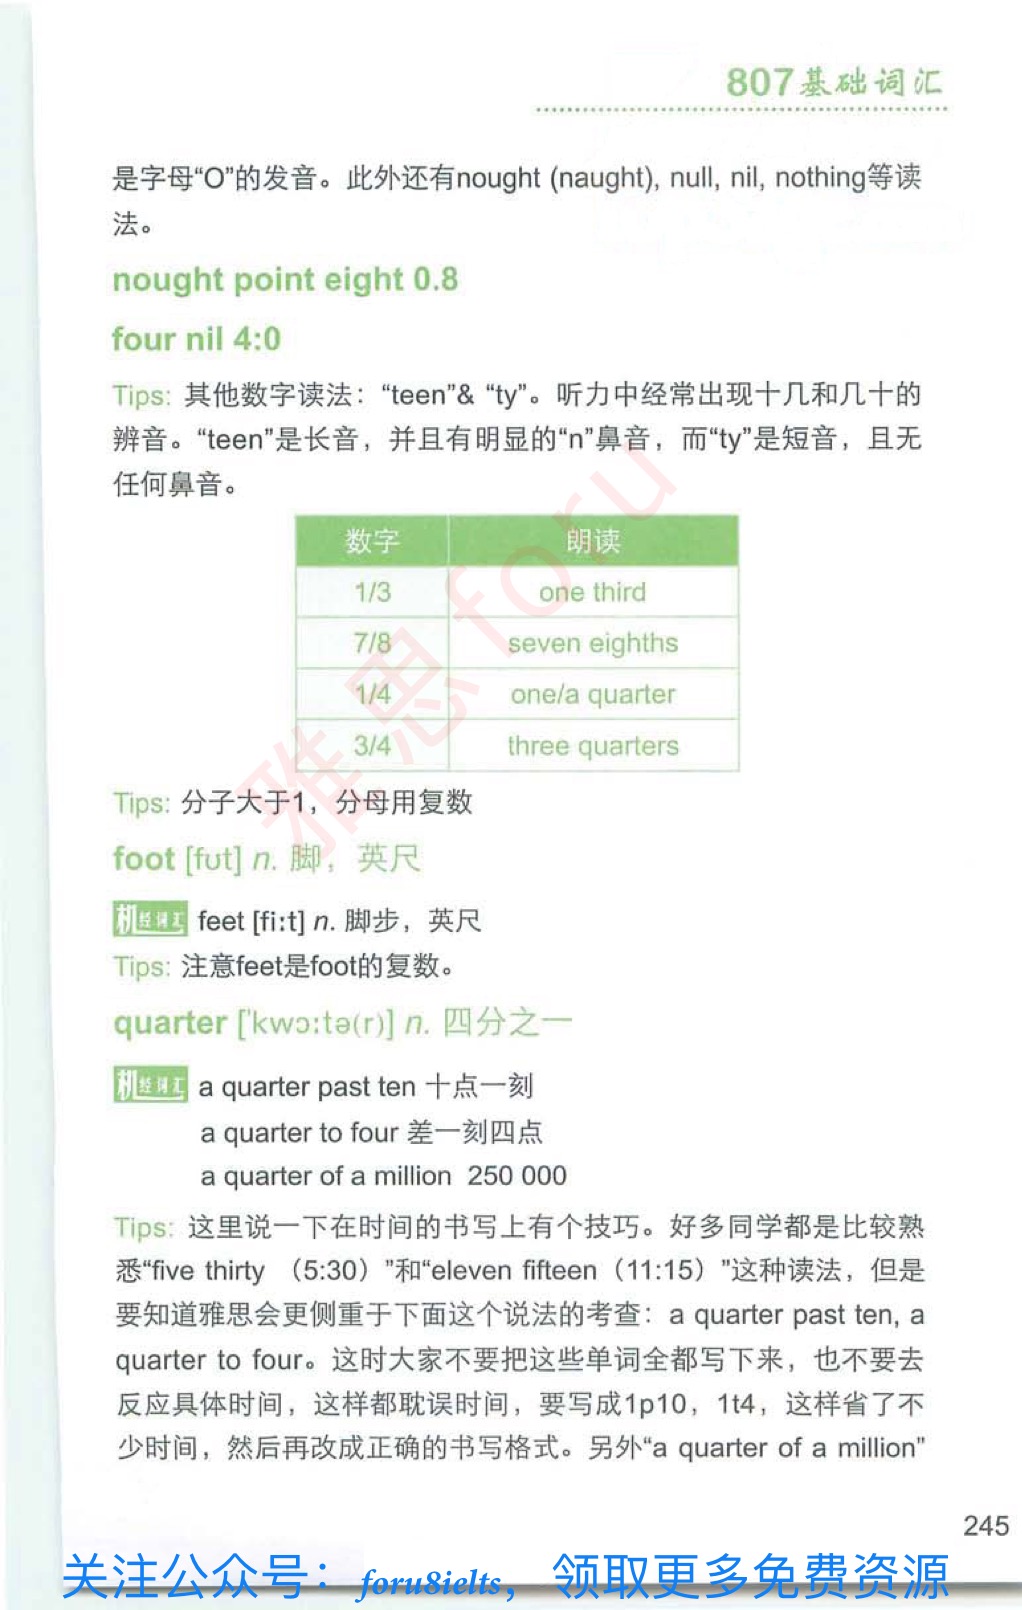 807基础词汇
是字母“O”的发音。此外还有nought (naught), null, nil, nothing等读
法。
nought point eight 0.8
four nil 4:0
Tips: 其他数字读法：“teen”& “ty”。听力中经常出现十几和几十的
辨音。“teen”是长音，并且有明显的“n”鼻音，而“ty”是短音，且无
任何鼻音。
数字 朗读
1/3 one third
7/8 seven eighths
1/4 one/a quarter
3/4 three quarters
雅思foru
Tips: 分子大于1，分母用复数
foot [fʊt] n. 脚，英尺
机经词汇 feet [fiːt] n. 脚步，英尺
Tips: 注意feet是foot的复数。
quarter [ˈkwɔːtə(r)] n. 四分之一
机经词汇 a quarter past ten 十点一刻
a quarter to four 差一刻四点
a quarter of a million 250 000
Tips: 这里说一下在时间的书写上有个技巧。好多同学都是比较熟
悉“five thirty （5:30）”和“eleven fifteen（11:15）”这种读法，但是
要知道雅思会更侧重于下面这个说法的考查：a quarter past ten, a
quarter to four。这时大家不要把这些单词全都写下来，也不要去
反应具体时间，这样都耽误时间，要写成1p10，1t4，这样省了不
少时间，然后再改成正确的书写格式。另外“a quarter of a million”
245
关注公众号：foru8ielts，领取更多免费资源